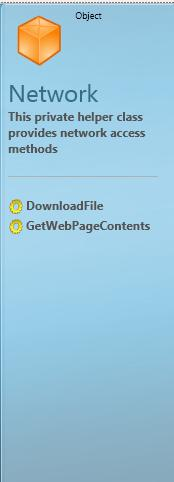 Object
Network
This private helper class
provides network access
methods
DownloadFile
GetWebPageContents